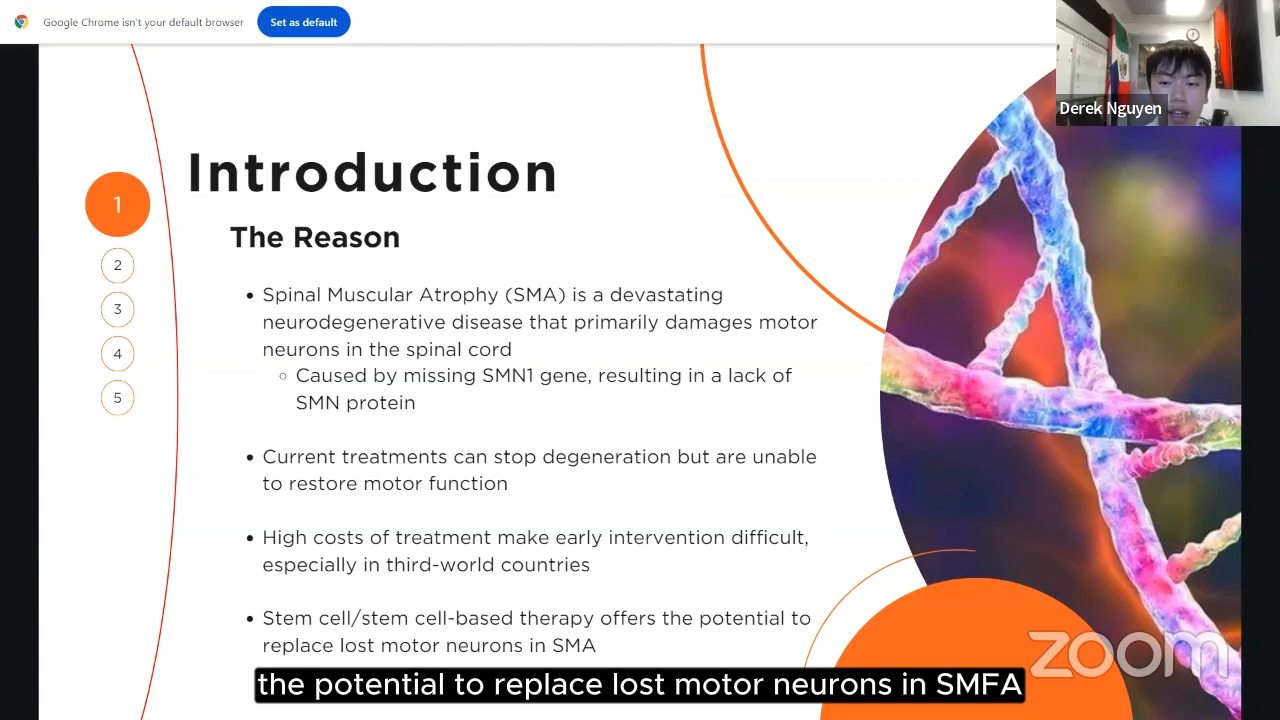 Google Chrome isn't your default browser
Set as default
Derek Nguyen
Introduction
1
The Reason
2
3
4
5
• Spinal Muscular Atrophy (SMA) is a devastating
neurodegenerative disease that primarily damages motor
neurons in the spinal cord
○ Caused by missing SMN1 gene, resulting in a lack of
SMN protein
• Current treatments can stop degeneration but are unable
to restore motor function
• High costs of treatment make early intervention difficult,
especially in third-world countries
• Stem cell/stem cell-based therapy offers the potential to
replace lost motor neurons in SMA
zoom
the potential to replace lost motor neurons in SMFA